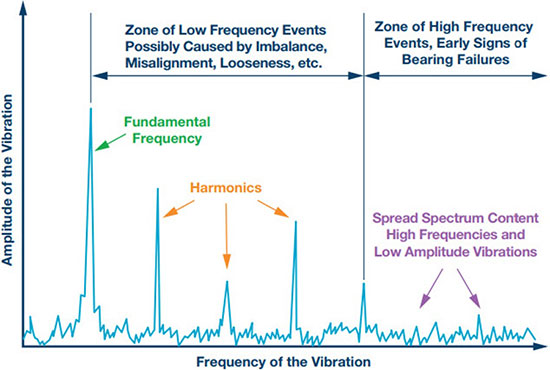 Zone of Low Frequency Events
Possibly Caused by Imbalance,
Misalignment, Looseness, etc.
Zone of High Frequency
Events, Early Signs of
Bearing Failures
Fundamental
Frequency
Harmonics
Spread Spectrum Content
High Frequencies and
Low Amplitude Vibrations
Amplitude of the Vibration
Frequency of the Vibration